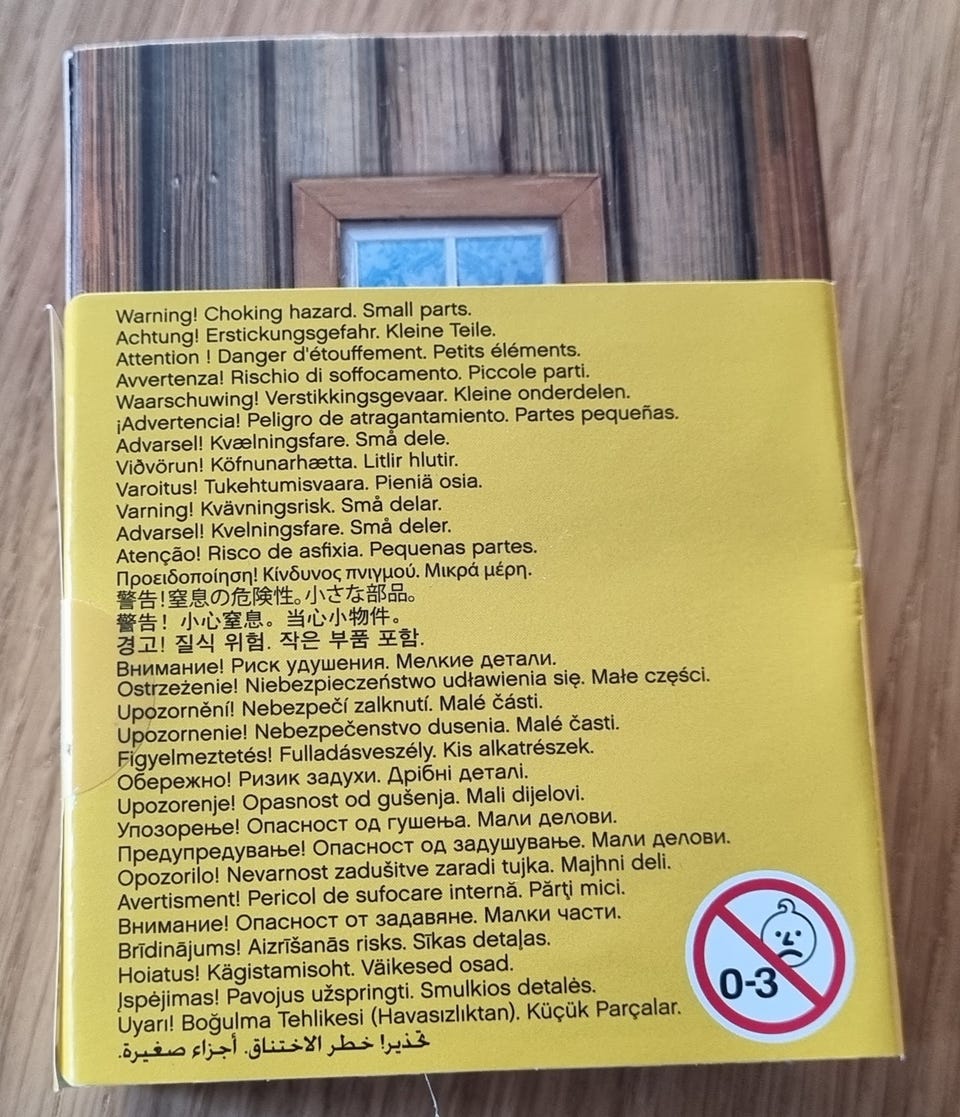 Warning! Choking hazard. Small parts.
Achtung! Erstickungsgefahr. Kleine Teile.
Attention ! Danger d'étouffement. Petits éléments.
Avvertenza! Rischio di soffocamento. Piccole parti.
Waarschuwing! Verstikkingsgevaar. Kleine onderdelen.
¡Advertencia! Peligro de atragantamiento. Partes pequeñas.
Advarsel! Kvælningsfare. Små dele.
Viðvörun! Köfnunarhætta. Litlir hlutir.
Varoitus! Tukehtumisvaara. Pieniä osia.
Varning! Kvävningsrisk. Små delar.
Advarsel! Kvelningsfare. Små deler.
Atenção! Risco de asfixia. Pequenas partes.
Προειδοποίηση! Κίνδυνος πνιγμού. Μικρά μέρη.
警告!窒息の危険性。小さな部品。
警告！小心窒息。当心小物件。
경고! 질식 위험. 작은 부품 포함.
Внимание! Риск удушения. Мелкие детали.
Ostrzeżenie! Niebezpieczeństwo udławienia się. Małe części.
Upozornění! Nebezpečí zalknutí. Malé části.
Upozornenie! Nebezpečenstvo dusenia. Malé časti.
Figyelmeztetés! Fulladásveszély. Kis alkatrészek.
Обережно! Ризик задухи. Дрібні деталі.
Upozorenje! Opasnost od gušenja. Mali dijelovi.
Упозорење! Опасност од гушења. Мали делови.
Предупредување! Опасност од задушување. Мали делови.
Opozorilo! Nevarnost zadušitve zaradi tujka. Majhni deli.
Avertisment! Pericol de sufocare internă. Părţi mici.
Внимание! Опасност от задавяне. Малки части.
Brīdinājums! Aizrīšanās risks. Sīkas detaļas.
Hoiatus! Kägistamisoht. Väikesed osad.
Įspėjimas! Pavojus užspringti. Smulkios detalės.
Uyarı! Boğulma Tehlikesi (Havasızlıktan). Küçük Parçalar.
تحذير! خطر الاختناق. أجزاء صغيرة.
0-3